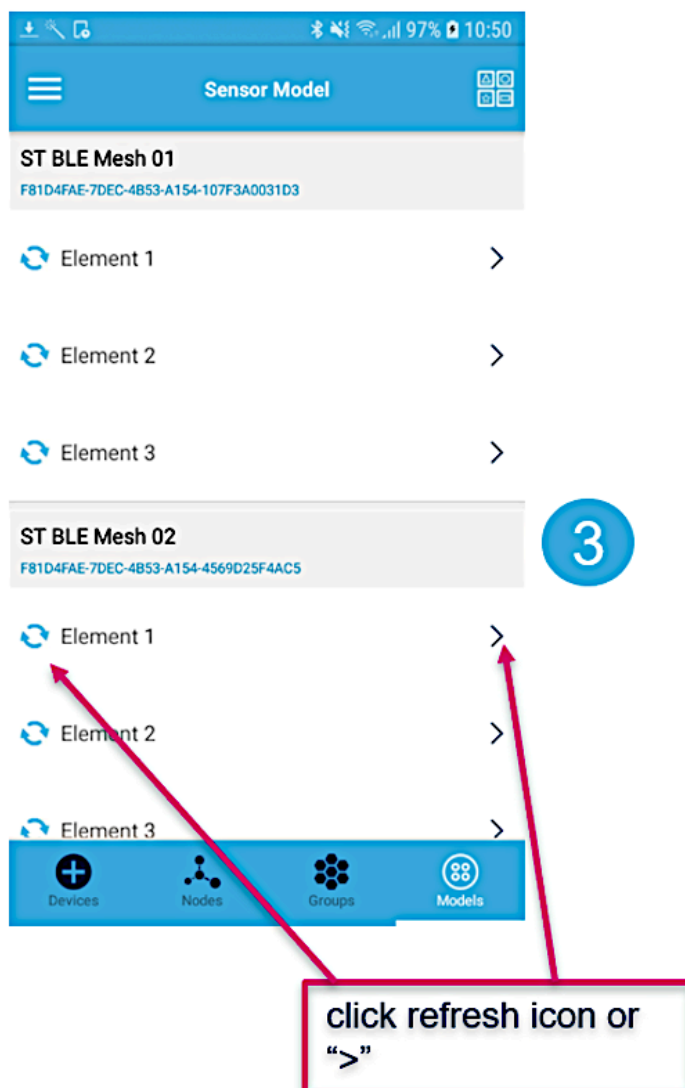 97% 10:50
Sensor Model
ST BLE Mesh 01
F81D4FAE-7DEC-4B53-A154-107F3A0031D3
Element 1
Element 2
Element 3
ST BLE Mesh 02
F81D4FAE-7DEC-4B53-A154-4569D25F4AC5
3
Element 1
Element 2
Element 3
Devices Nodes Groups Models
click refresh icon or
“>”